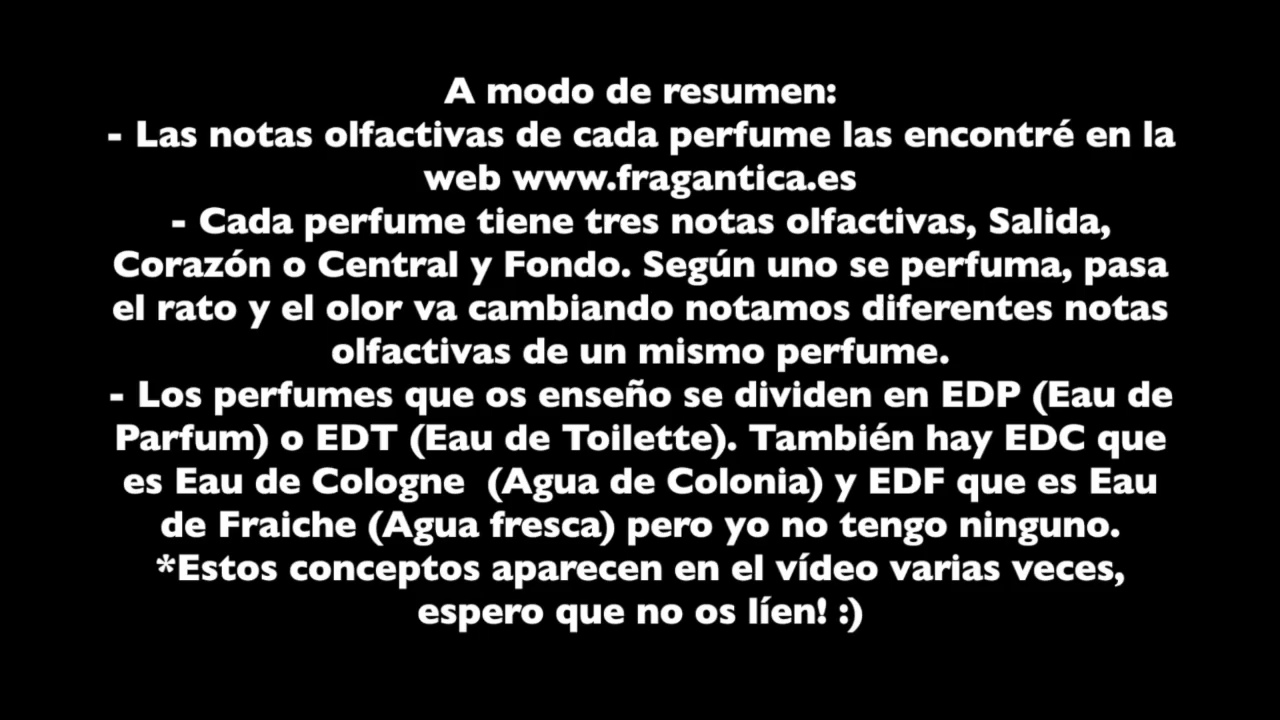 A modo de resumen:
- Las notas olfactivas de cada perfume las encontré en la
web www.fragantica.es
- Cada perfume tiene tres notas olfactivas, Salida,
Corazón o Central y Fondo. Según uno se perfuma, pasa
el rato y el olor va cambiando notamos diferentes notas
olfactivas de un mismo perfume.
- Los perfumes que os enseño se dividen en EDP (Eau de
Parfum) o EDT (Eau de Toilette). También hay EDC que
es Eau de Cologne  (Agua de Colonia) y EDF que es Eau
de Fraiche (Agua fresca) pero yo no tengo ninguno.
*Estos conceptos aparecen en el vídeo varias veces,
espero que no os líen! :)